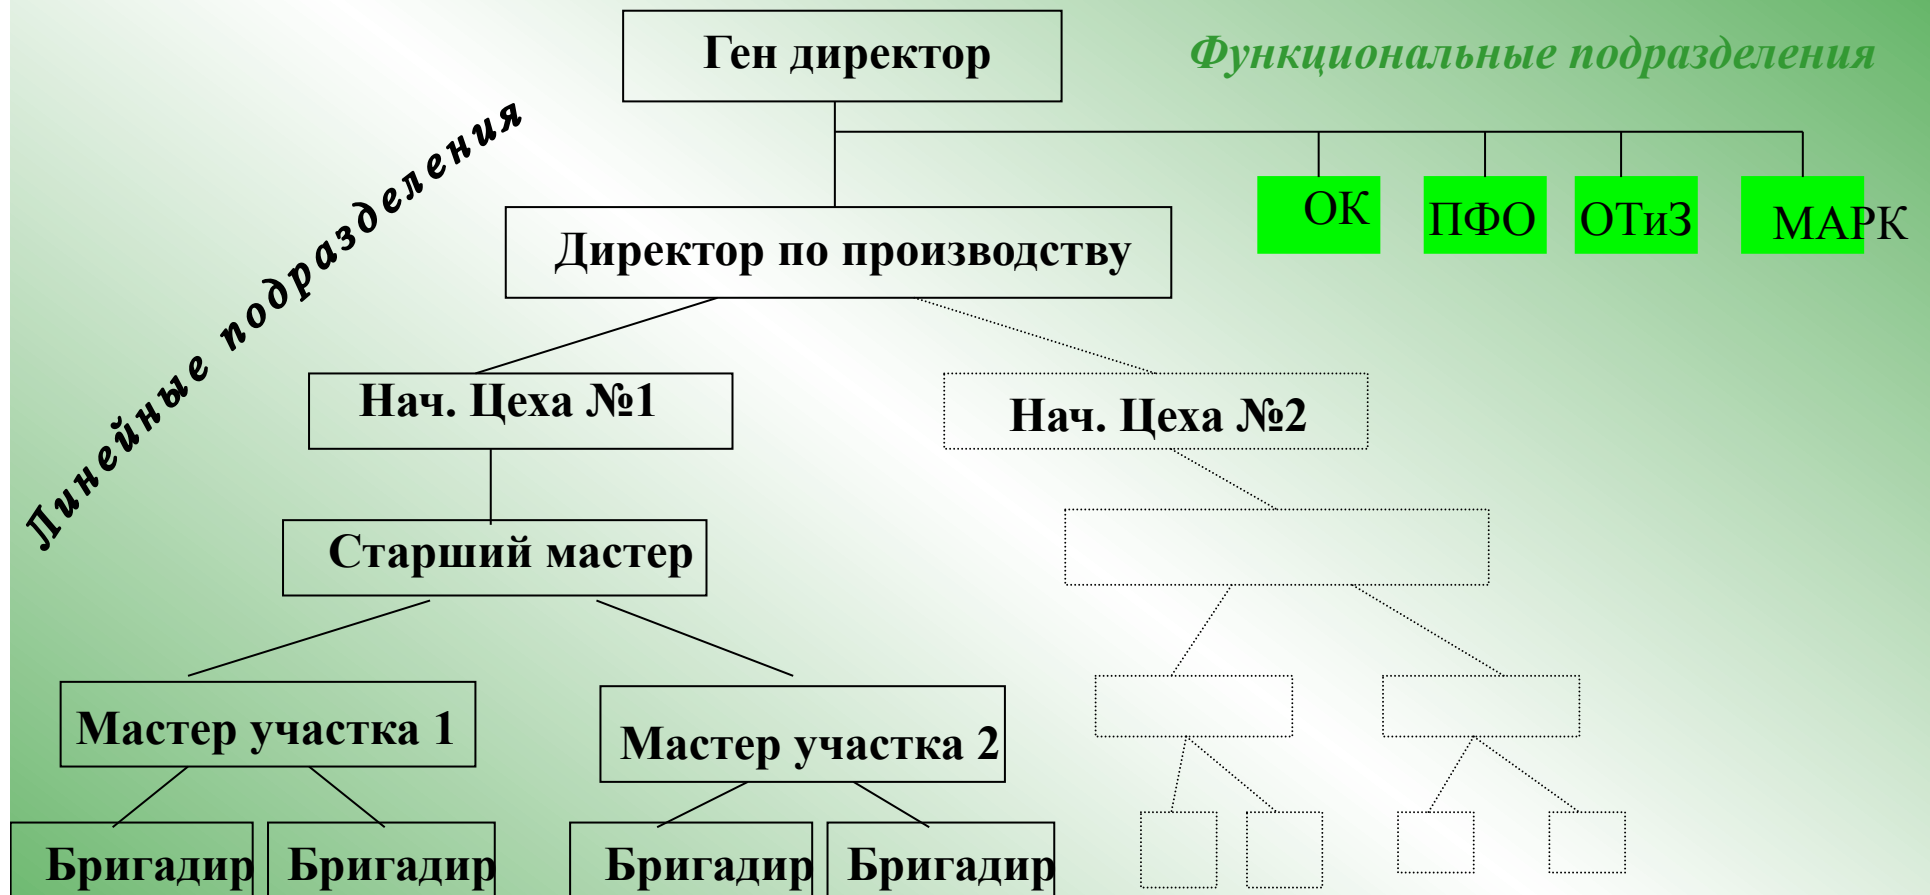 Ген директор
Функциональные подразделения
Линейные подразделения
ОК
ПФО
ОТиЗ
МАРК
Директор по производству
Нач. Цеха №1
Нач. Цеха №2
Старший мастер
Мастер участка 1
Мастер участка 2
Бригадир
Бригадир
Бригадир
Бригадир